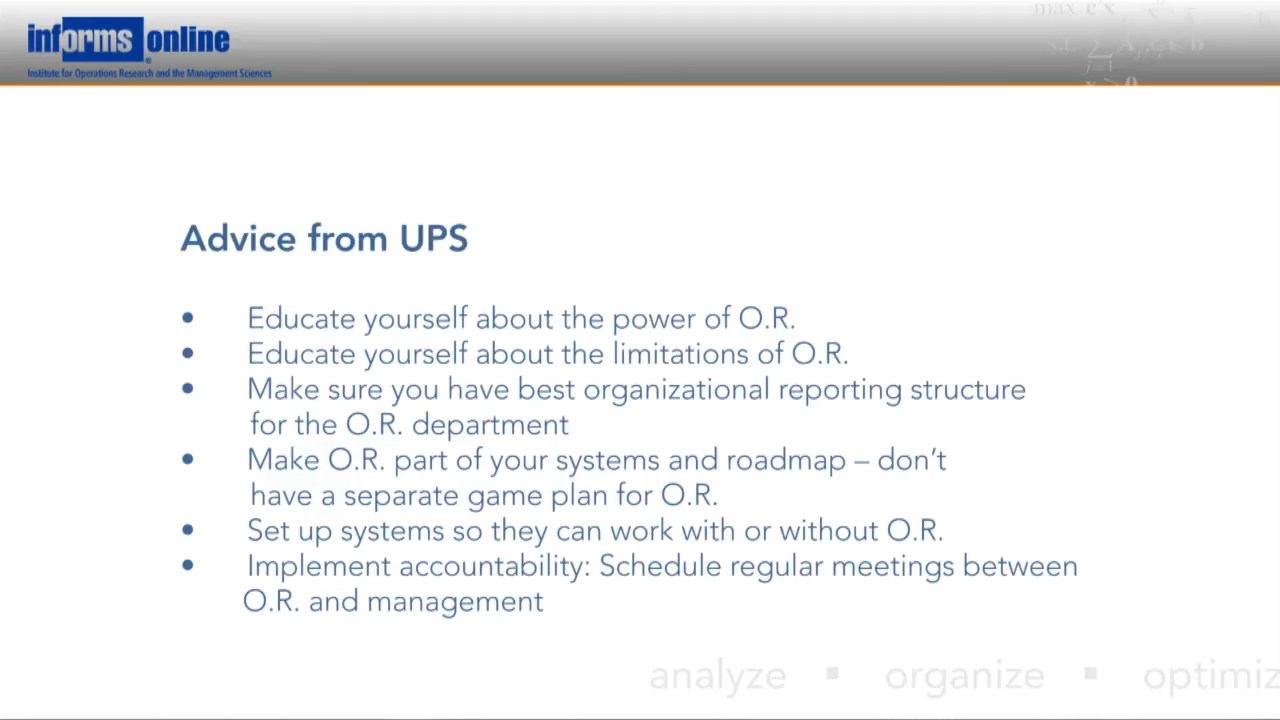 informs online
Institute for Operations Research and the Management Sciences
Advice from UPS
• Educate yourself about the power of O.R.
• Educate yourself about the limitations of O.R.
• Make sure you have best organizational reporting structure
for the O.R. department
• Make O.R. part of your systems and roadmap – don’t
have a separate game plan for O.R.
• Set up systems so they can work with or without O.R.
• Implement accountability: Schedule regular meetings between
O.R. and management
analyze ▪ organize ▪ optimiz